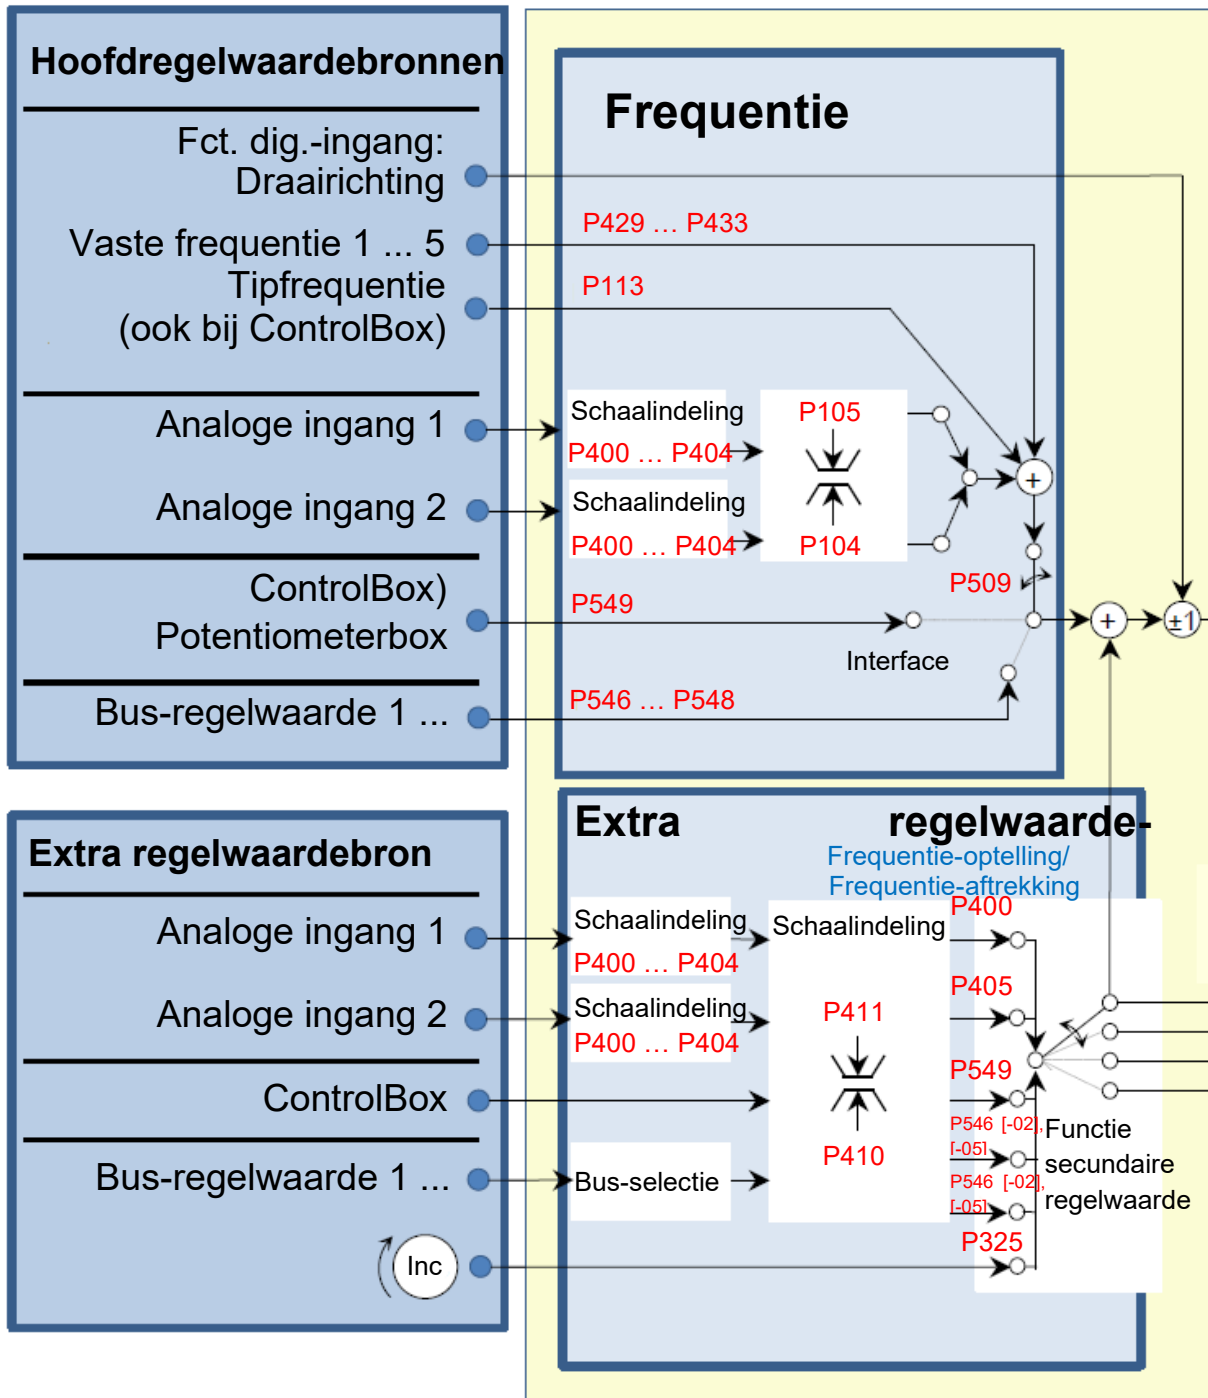 Hoofdregelwaardebronnen
Fct. dig.-ingang:
Draairichting
Vaste frequentie 1 ... 5
Tipfrequentie
(ook bij ControlBox)
Analoge ingang 1
Analoge ingang 2
ControlBox)
Potentiometerbox
Bus-regelwaarde 1 ...
Frequentie
P429 ... P433
P113
Schaalindeling
P400 ... P404
Schaalindeling
P400 ... P404
P105
P104
+
P509
P549
Interface
P546 ... P548
+
±1
Extra regelwaardebron
Analoge ingang 1
Analoge ingang 2
ControlBox
Bus-regelwaarde 1 ...
Inc
Extra regelwaarde-
Frequentie-optelling/
Frequentie-aftrekking
Schaalindeling
P400 ... P404
Schaalindeling
P400 ... P404
Bus-selectie
Schaalindeling
P411
P410
P400
P405
P549
P546 [-02],
[-05]
P546 [-02],
[-05]
P325
Functie
secundaire
regelwaarde